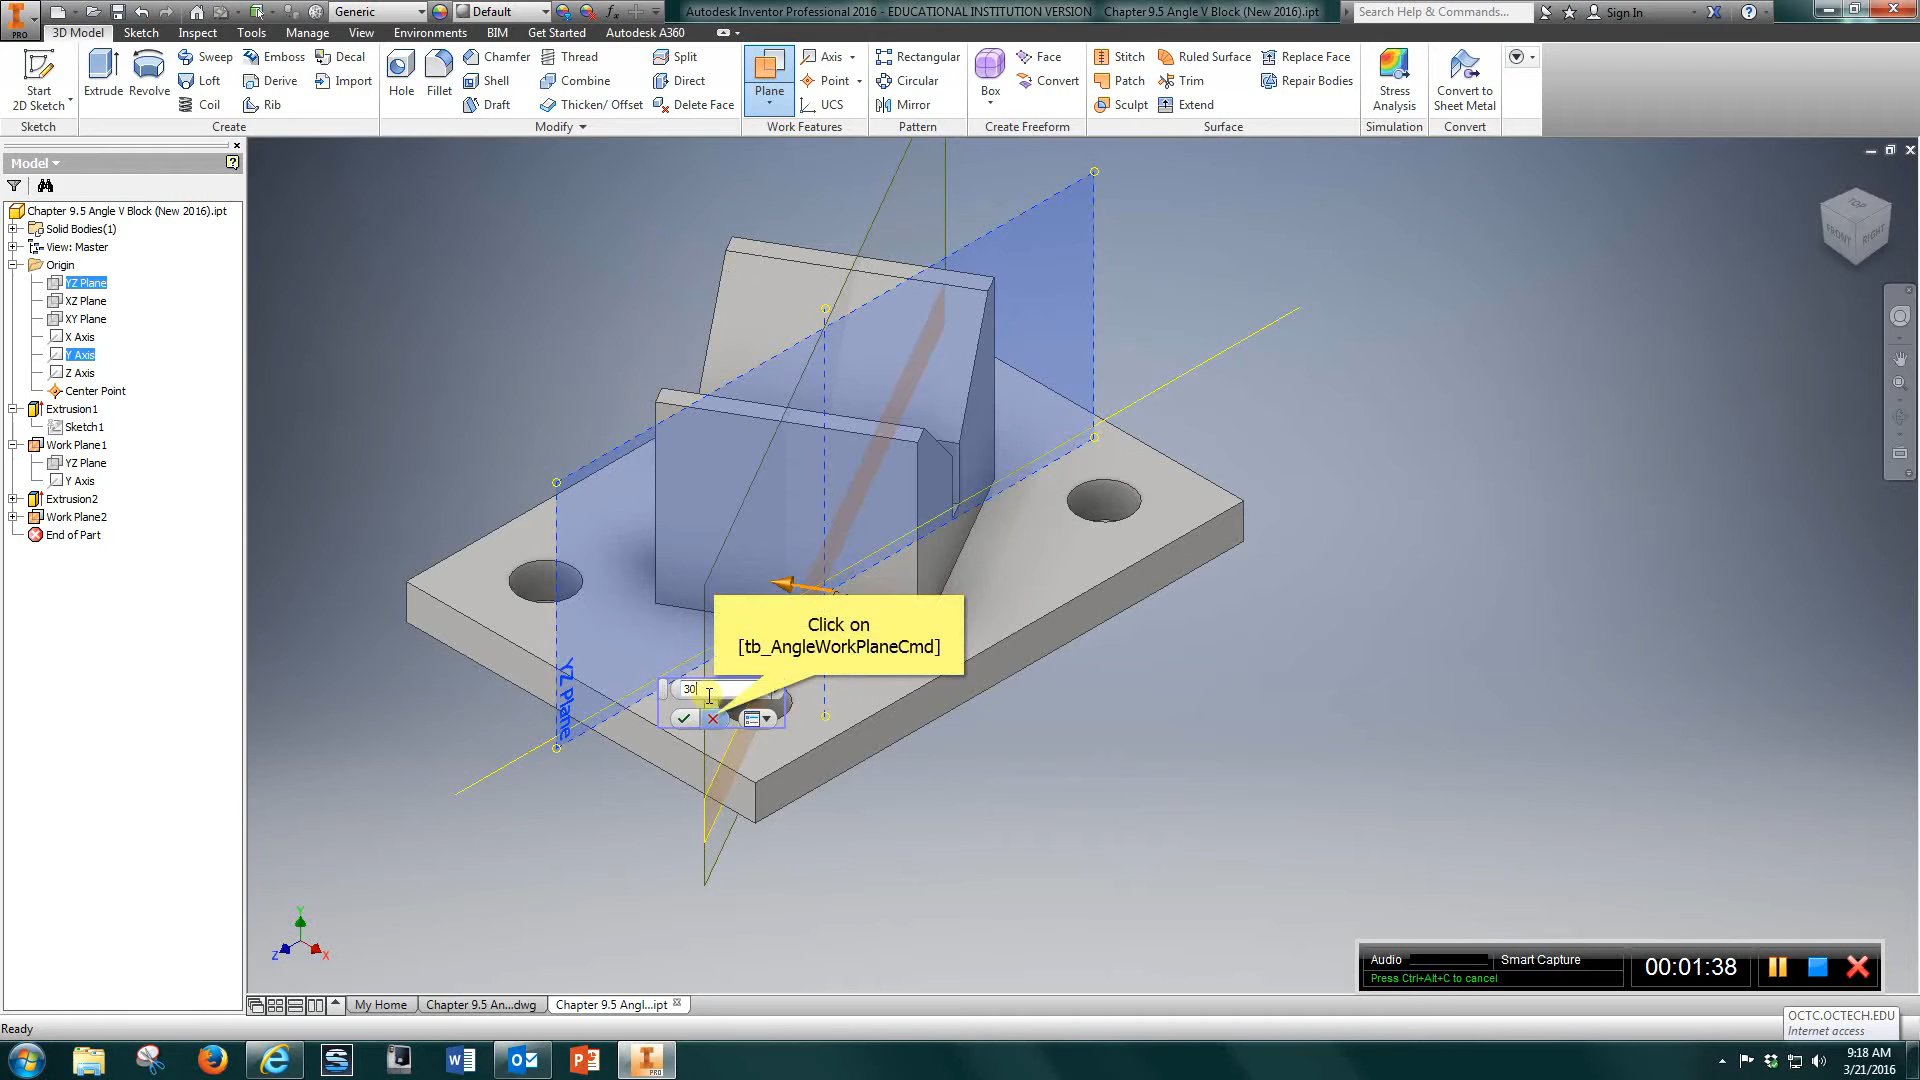 Generic
Default
Autodesk Inventor Professional 2016 - EDUCATIONAL INSTITUTION VERSION Chapter 9.5 Angle V Block (New 2016).ipt
Search Help & Commands...
Sign In
PRO
3D Model Sketch Inspect Tools Manage View Environments BIM Get Started Autodesk A360
Start
2D Sketch
Extrude
Revolve
Sweep
Loft
Coil
Emboss
Derive
Rib
Decal
Import
Hole
Fillet
Chamfer
Shell
Draft
Thread
Combine
Thicken/ Offset
Split
Direct
Delete Face
Plane
Axis
Point
UCS
Rectangular
Circular
Mirror
Box
Face
Convert
Stitch
Patch
Sculpt
Ruled Surface
Trim
Extend
Replace Face
Repair Bodies
Stress
Analysis
Convert to
Sheet Metal
Sketch Create Modify Work Features Pattern Create Freeform Surface Simulation Convert
Model
Chapter 9.5 Angle V Block (New 2016).ipt
Solid Bodies(1)
View: Master
Origin
YZ Plane
XZ Plane
XY Plane
X Axis
Y Axis
Z Axis
Center Point
Extrusion1
Sketch1
Work Plane1
YZ Plane
Y Axis
Extrusion2
Work Plane2
End of Part
TOP
FRONT
RIGHT
Click on
[tb_AngleWorkPlaneCmd]
30
YZ Plane
Y
Z
X
Audio
Smart Capture
Press Ctrl+Alt+C to cancel
00:01:38
My Home Chapter 9.5 An...dwg Chapter 9.5 Angl...ipt
Ready
OCTC.OCTECH.EDU
Internet access
PRO
9:18 AM
3/21/2016